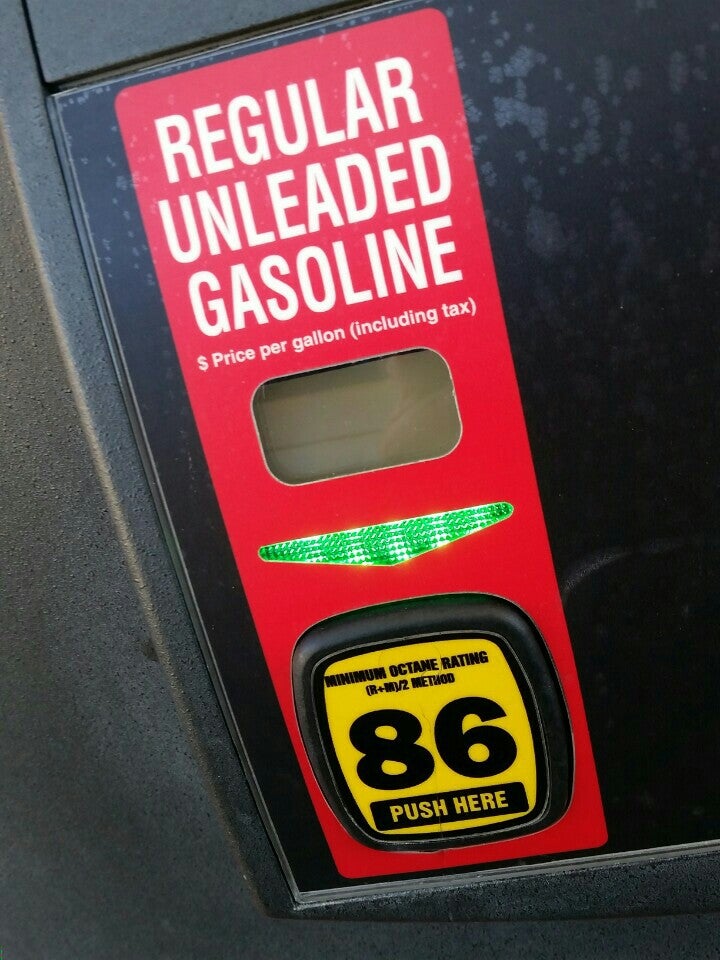 REGULAR
UNLEADED
GASOLINE
$ Price per gallon (including tax)
MINIMUM OCTANE RATING
(R+M)/2 METHOD
86
PUSH HERE